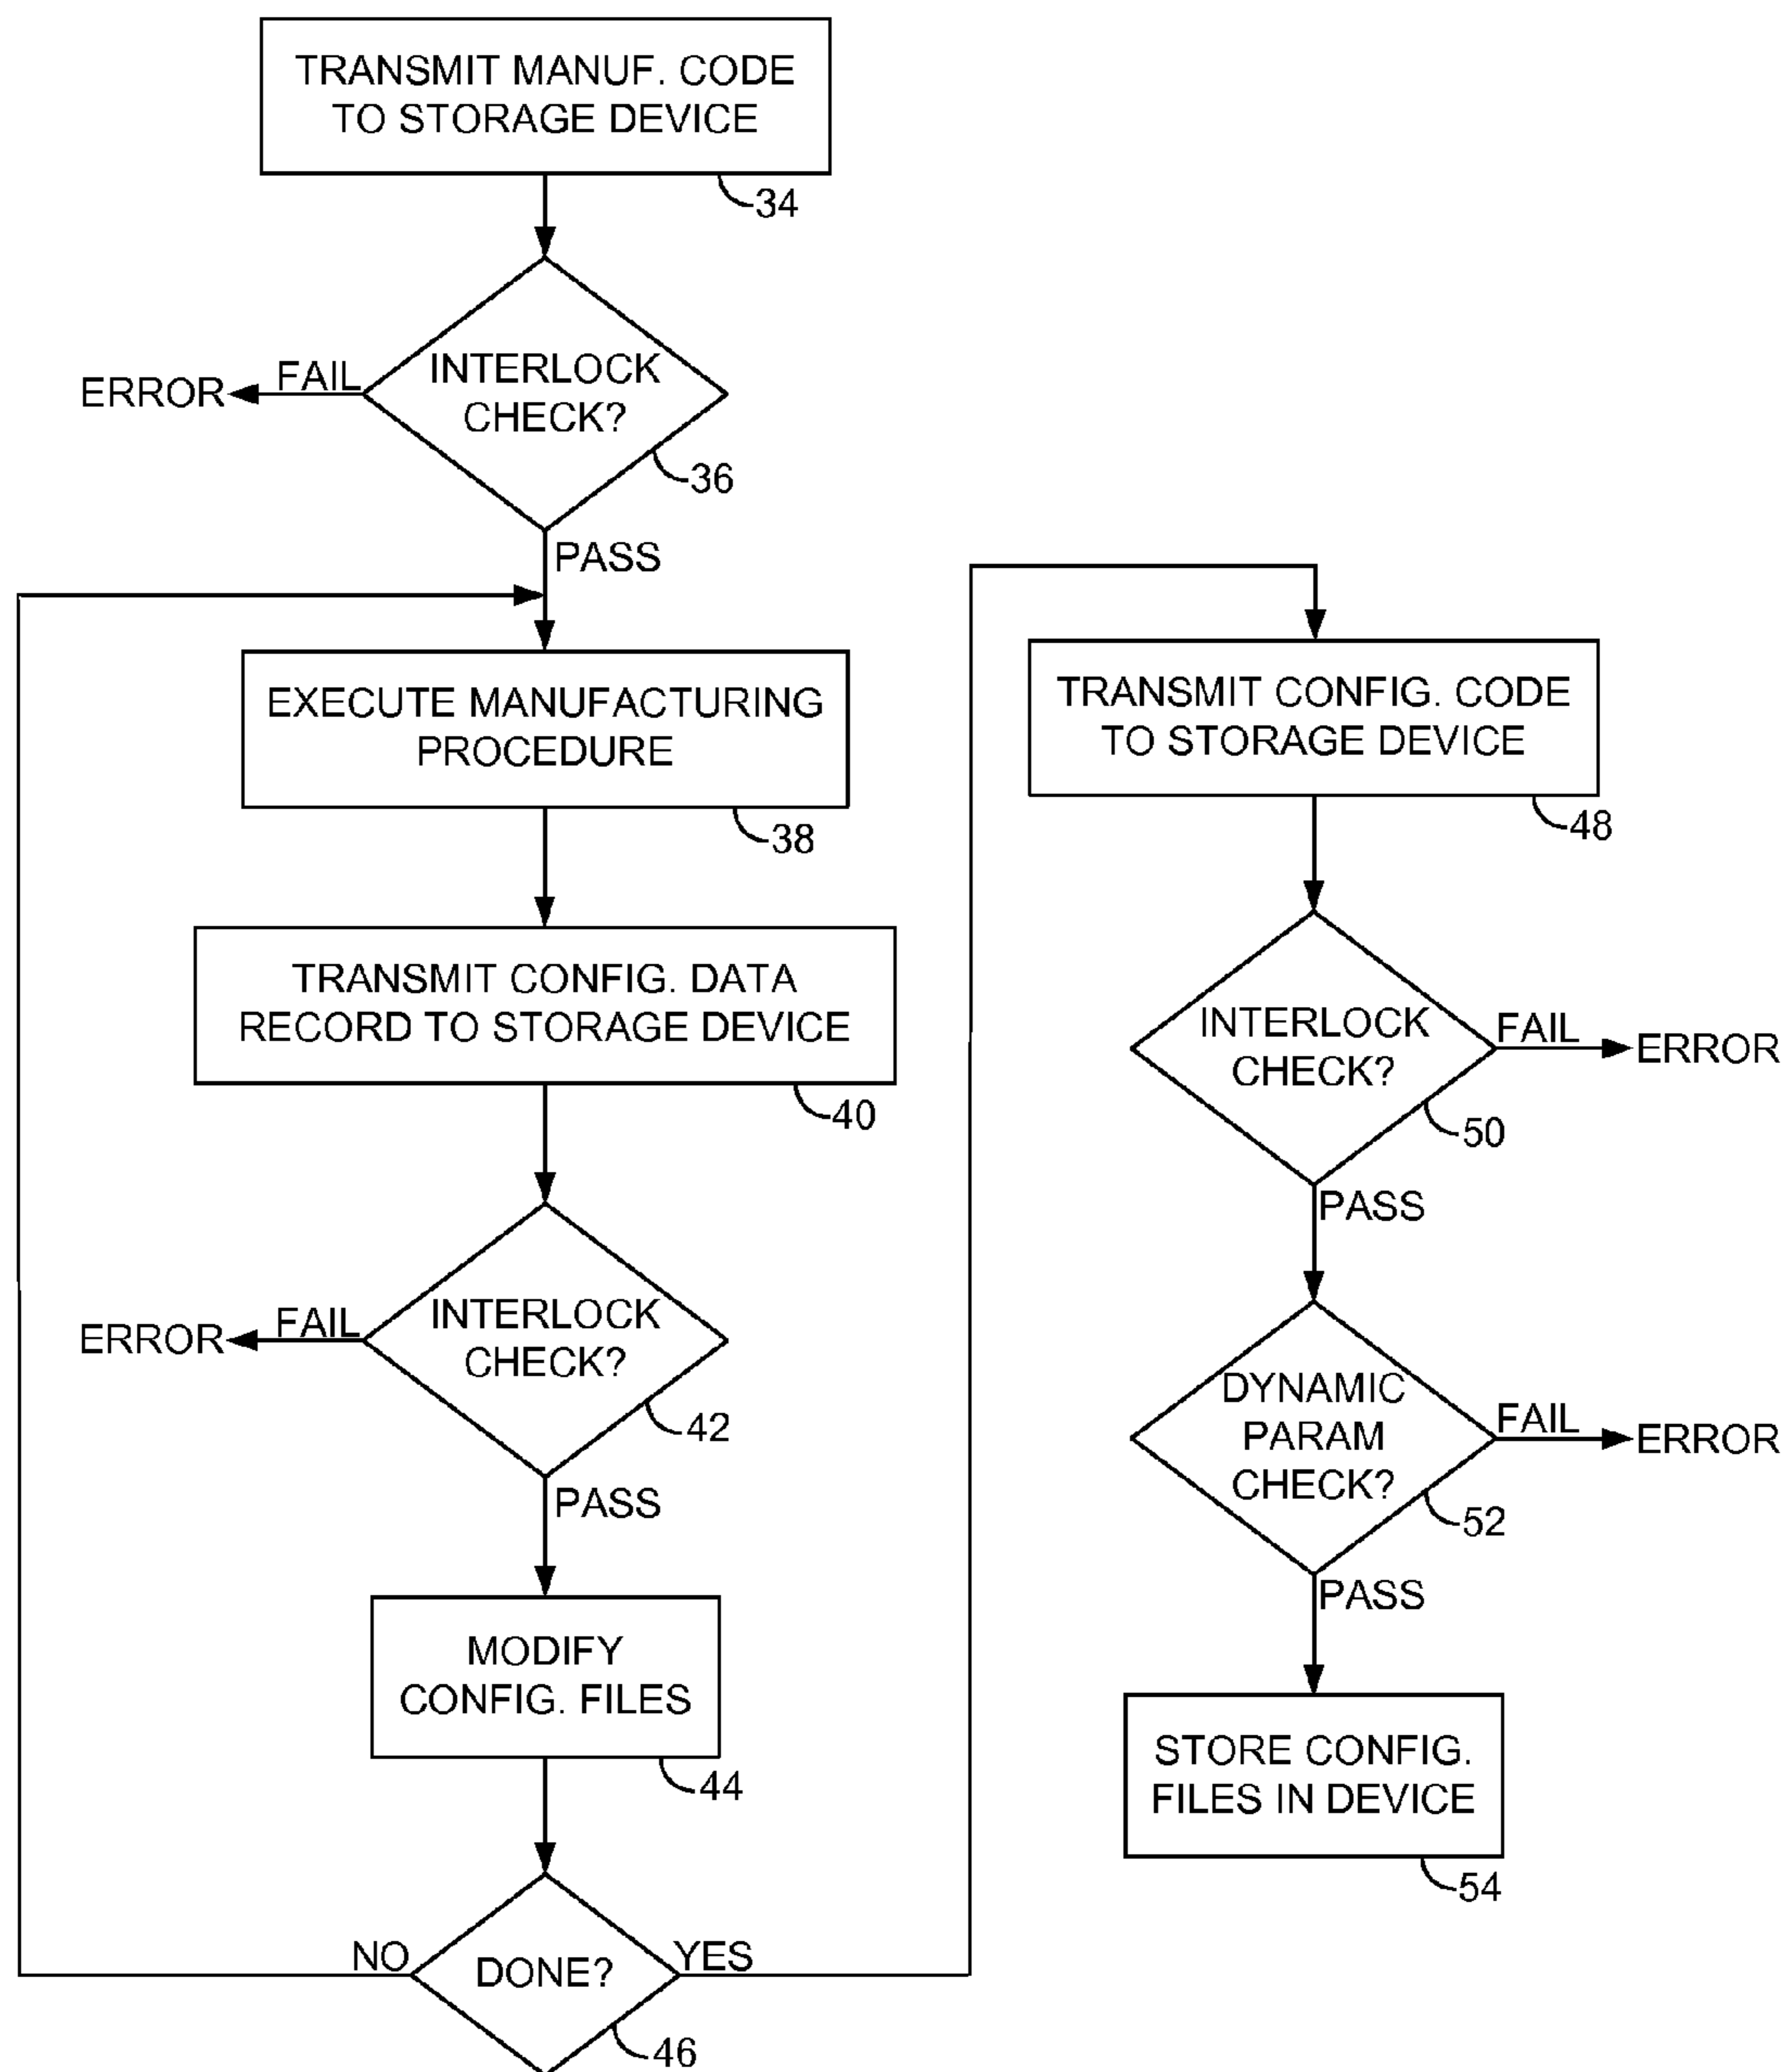 TRANSMIT MANUF. CODE
TO STORAGE DEVICE
34
INTERLOCK
CHECK?
FAIL
ERROR
36
PASS
EXECUTE MANUFACTURING
PROCEDURE
38
TRANSMIT CONFIG. DATA
RECORD TO STORAGE DEVICE
40
INTERLOCK
CHECK?
FAIL
ERROR
42
PASS
MODIFY
CONFIG. FILES
44
DONE?
NO
YES
46
TRANSMIT CONFIG. CODE
TO STORAGE DEVICE
48
INTERLOCK
CHECK?
FAIL
ERROR
50
PASS
DYNAMIC
PARAM
CHECK?
FAIL
ERROR
52
PASS
STORE CONFIG.
FILES IN DEVICE
54